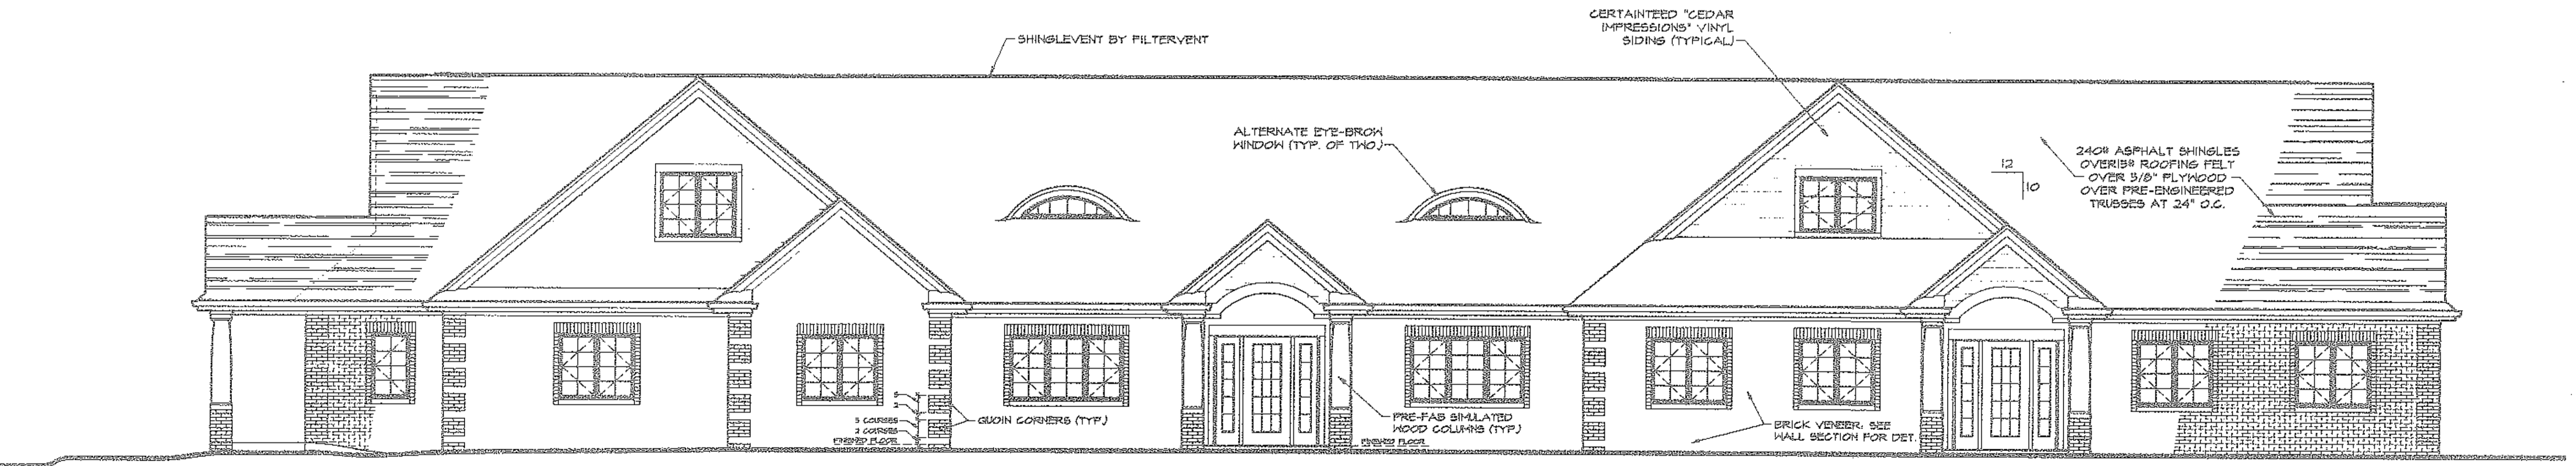 CERTAINTEED "CEDAR
IMPRESSIONS" VINYL
SIDING (TYPICAL)
SHINGLEVENT BY FILTERVENT
ALTERNATE EYE-BROW
WINDOW (TYP. OF TWO)
240# ASPHALT SHINGLES
OVER15# ROOFING FELT
OVER 5/8" PLYWOOD
OVER PRE-ENGINEERED
TRUSSES AT 24" O.C.
12
10
5 COURSES
2 COURSES
FINISHED FLOOR
QUOIN CORNERS (TYP.)
FINISHED FLOOR
PRE-FAB SIMULATED
WOOD COLUMNS (TYP.)
BRICK VENEER: SEE
WALL SECTION FOR DET.